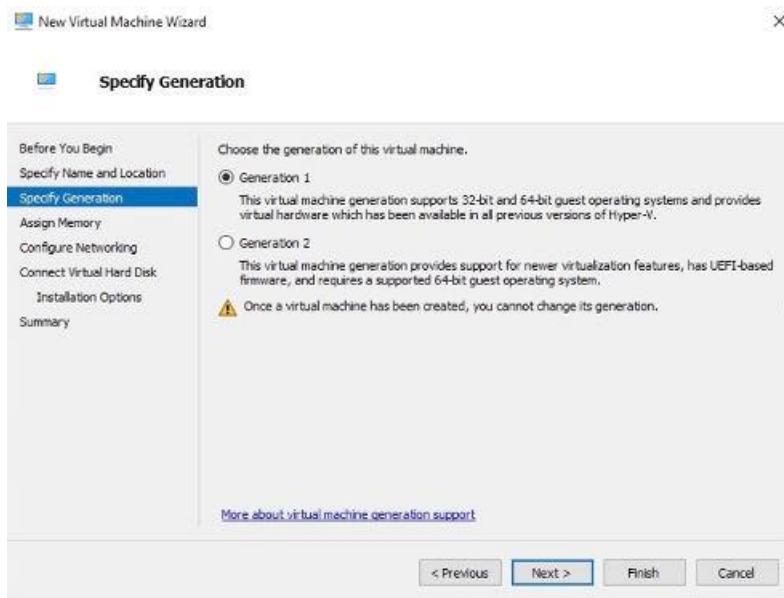 New Virtual Machine Wizard
Specify Generation
Before You Begin
Specify Name and Location
Specify Generation
Assign Memory
Configure Networking
Connect Virtual Hard Disk
Installation Options
Summary
Choose the generation of this virtual machine.
Generation 1
This virtual machine generation supports 32-bit and 64-bit guest operating systems and provides
virtual hardware which has been available in all previous versions of Hyper-V.
Generation 2
This virtual machine generation provides support for newer virtualization features, has UEFI-based
firmware, and requires a supported 64-bit guest operating system.
Once a virtual machine has been created, you cannot change its generation.
More about virtual machine generation support
< Previous
Next >
Finish
Cancel